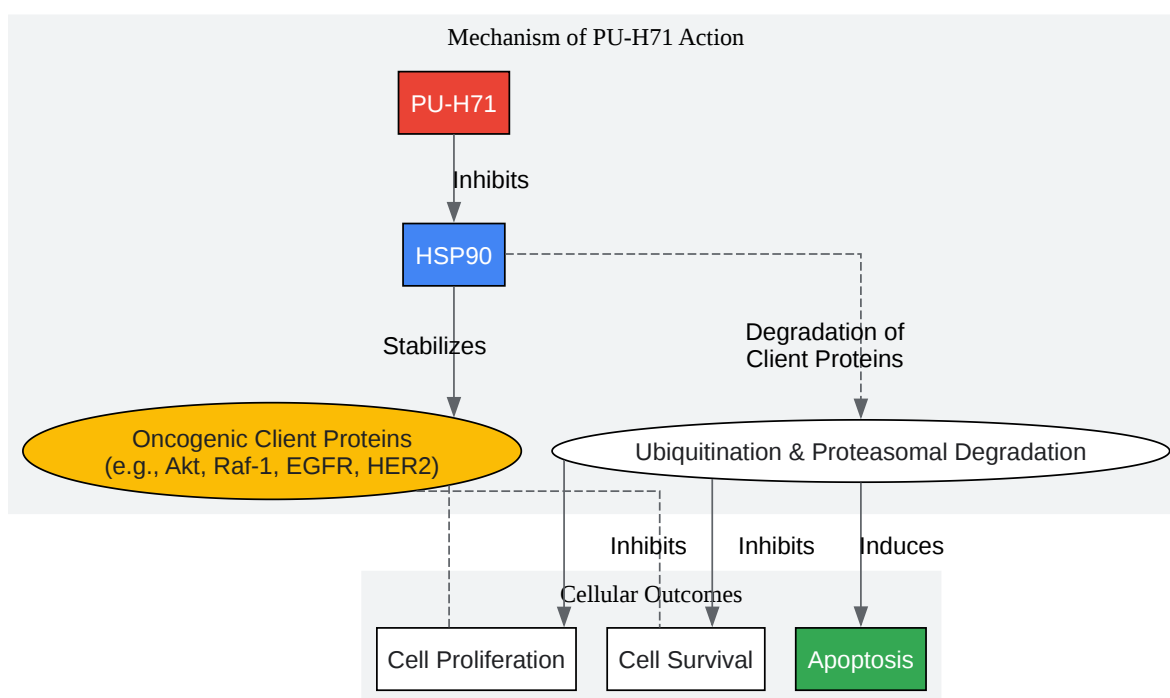 Mechanism of PU-H71 Action
PU-H71
Inhibits
HSP90
Stabilizes
Degradation of
Client Proteins
Oncogenic Client Proteins
(e.g., Akt, Raf-1, EGFR, HER2)
Ubiquitination & Proteasomal Degradation
Inhibits
Inhibits
Induces
Cellular Outcomes
Cell Proliferation
Cell Survival
Apoptosis